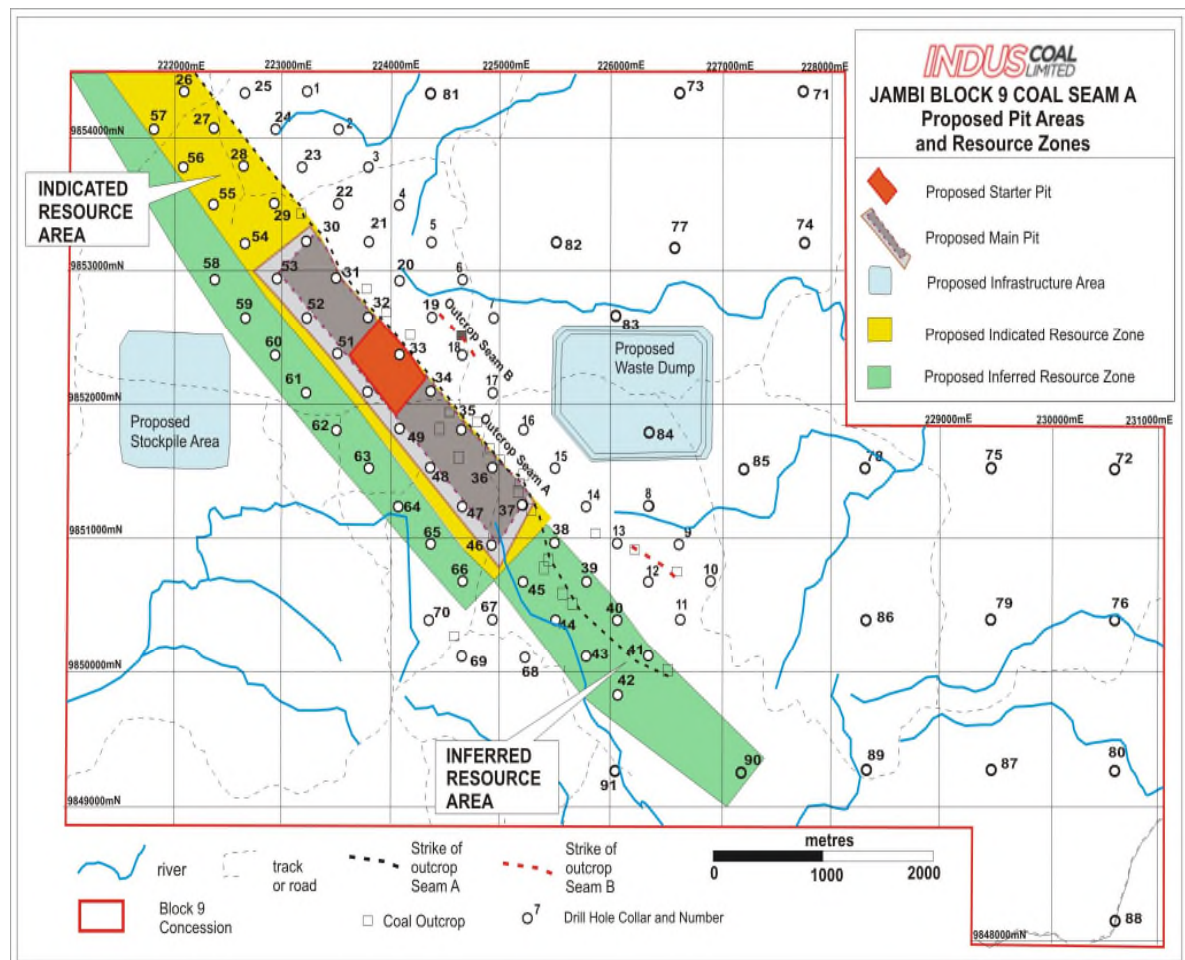 INDUS COAL
LIMITED
JAMBI BLOCK 9 COAL SEAM A
Proposed Pit Areas
and Resource Zones
Proposed Starter Pit
Proposed Main Pit
Proposed Infrastructure Area
Proposed Indicated Resource Zone
Proposed Inferred Resource Zone
222000mE 223000mE 224000mE 225000mE 226000mE 227000mE 228000mE
26 25 1 81 73 71
57 27 24 2
9854000mN
56 28 23 3
INDICATED
RESOURCE
AREA
55 29 22 4
54 30 21 5 82 77 74
9853000mN
58 53 31 20 6
59 52 32 19 7 83
Outcrop Seam B
60 51 33 18
Proposed
Waste Dump
61 34 17
9852000mN
229000mE 230000mE 231000mE
Proposed
Stockpile Area
62 49 35 16 84
Outcrop Seam A
63 48 36 15 85 78 75 72
64 47 37 14 8
9851000mN
65 46 38 13 9
66 45 39 12 10
70 67 44 40 11 86 79 76
69 68 43 41
9850000mN
42
INFERRED
RESOURCE
AREA
91 90 89 87 80
9849000mN
88
9848000mN
river
track
or road
Strike of
outcrop
Seam A
Strike of
outcrop
Seam B
metres
1000 2000
Block 9
Concession
Coal Outcrop
7 Drill Hole Collar and Number